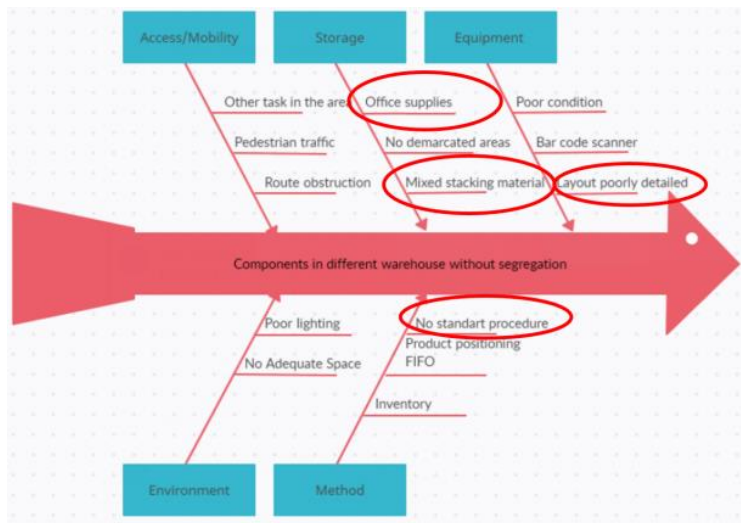 Access/Mobility
Storage
Equipment
Other task in the area
Office supplies
Poor condition
Pedestrian traffic
No demarcated areas
Bar code scanner
Route obstruction
Mixed stacking material
Layout poorly detailed
Components in different warehouse without segregation
Poor lighting
No standart procedure
Product positioning
FIFO
No Adequate Space
Inventory
Environment
Method